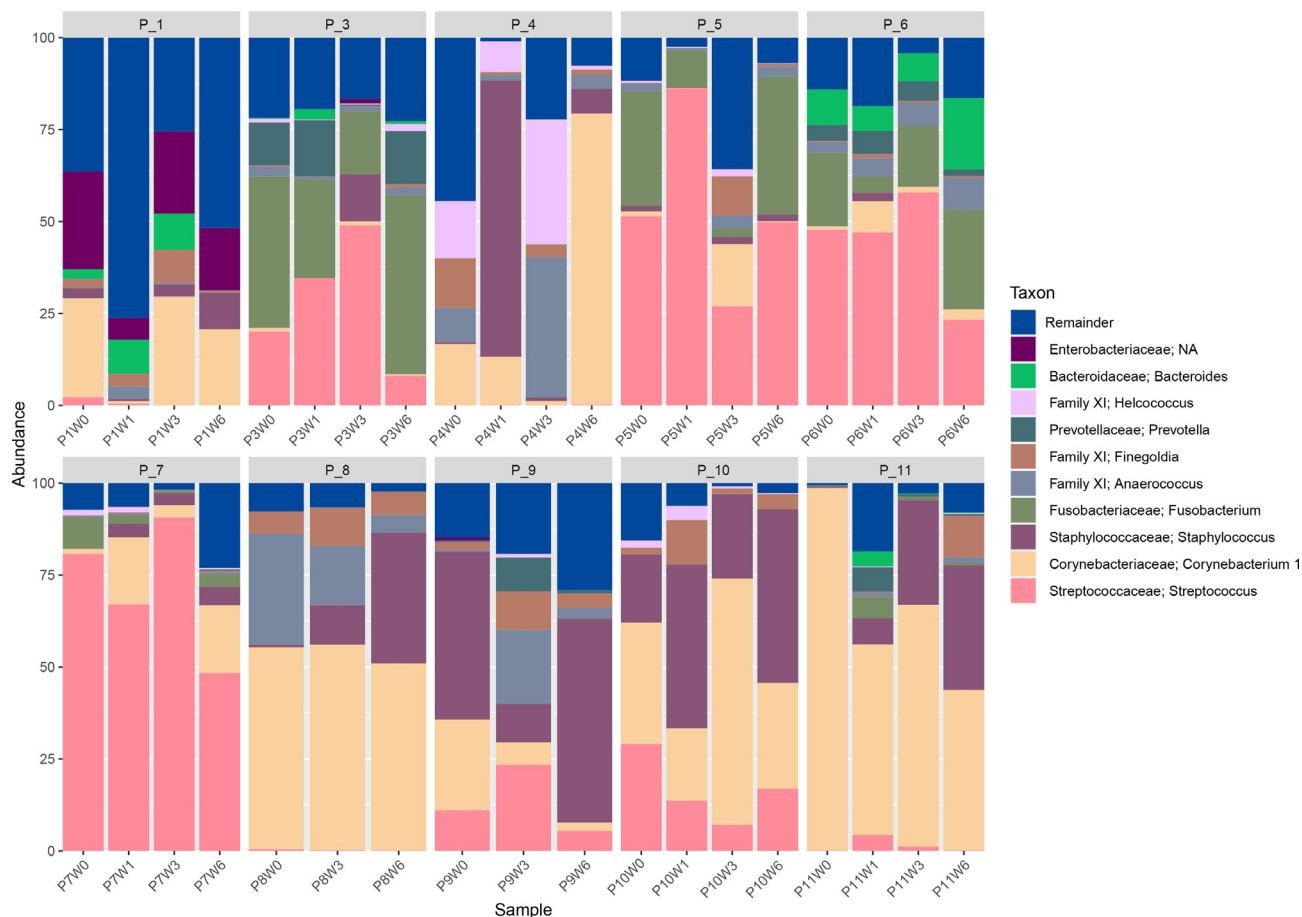 P_1 P_3 P_4 P_5 P_6
100
75
50
25
0
P1W0 P1W1 P1W3 P1W6 P3W0 P3W1 P3W3 P3W6 P4W0 P4W1 P4W3 P4W6 P5W0 P5W1 P5W3 P5W6 P6W0 P6W1 P6W3 P6W6
Abundance
P_7 P_8 P_9 P_10 P_11
100
75
50
25
0
P7W0 P7W1 P7W3 P7W6 P8W0 P8W3 P8W6 P9W0 P9W3 P9W6 P10W0 P10W1 P10W3 P10W6 P11W0 P11W1 P11W3 P11W6
Sample
Taxon
Remainder
Enterobacteriaceae; NA
Bacteroidaceae; Bacteroides
Family XI; Helcococcus
Prevotellaceae; Prevotella
Family XI; Finegoldia
Family XI; Anaerococcus
Fusobacteriaceae; Fusobacterium
Staphylococcaceae; Staphylococcus
Corynebacteriaceae; Corynebacterium 1
Streptococcaceae; Streptococcus